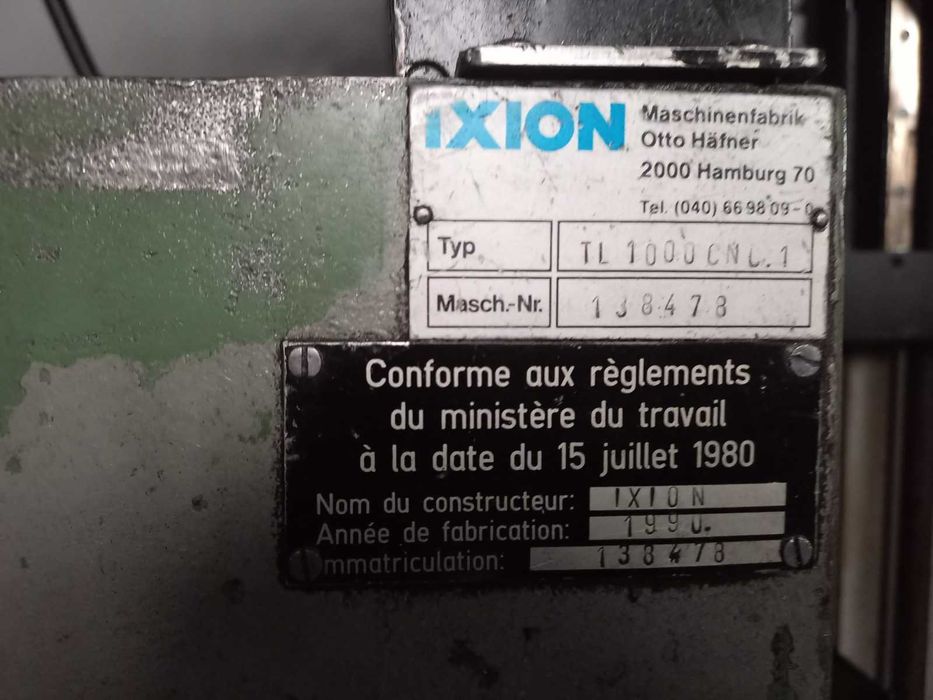 IXION
Maschinenfabrik
Otto Häfner
2000 Hamburg 70
Tel. (040) 66 98 09-0
Typ TL 1000 CNC.1
Masch.-Nr. 138478
Conforme aux règlements
du ministère du travail
à la date du 15 juillet 1980
Nom du constructeur: IXION
Année de fabrication: 1990.
Immatriculation: 138478